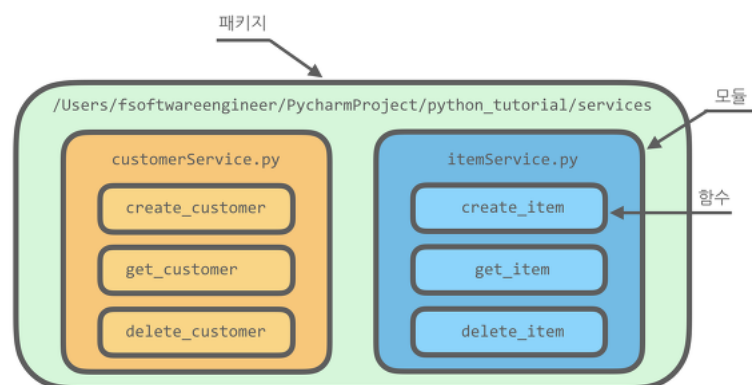 패키지
/Users/fsoftwareengineer/PycharmProject/python_tutorial/services
모듈
customerService.py
itemService.py
create_customer
create_item
함수
get_customer
get_item
delete_customer
delete_item